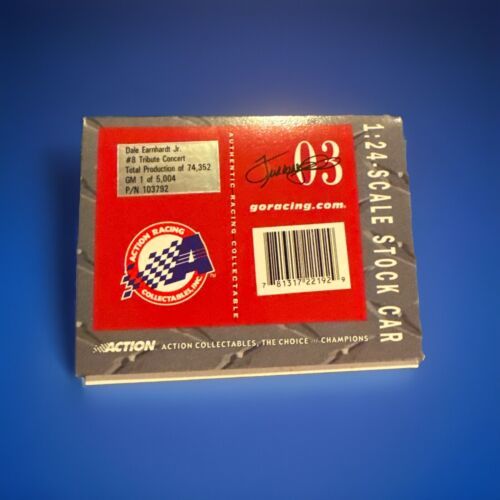 Dale Earnhardt Jr.
#8 Tribute Concert
Total Production of 74,352
GM 1 of 5,004
P/N 103792
ACTION RACING
COLLECTABLES, INC.
A
TM
AUTHENTIC RACING COLLECTABLE
03
goracing.com
7 81317 22192 9
1:24-SCALE STOCK CAR
ACTION ACTION COLLECTABLES, THE CHOICE OF CHAMPIONS